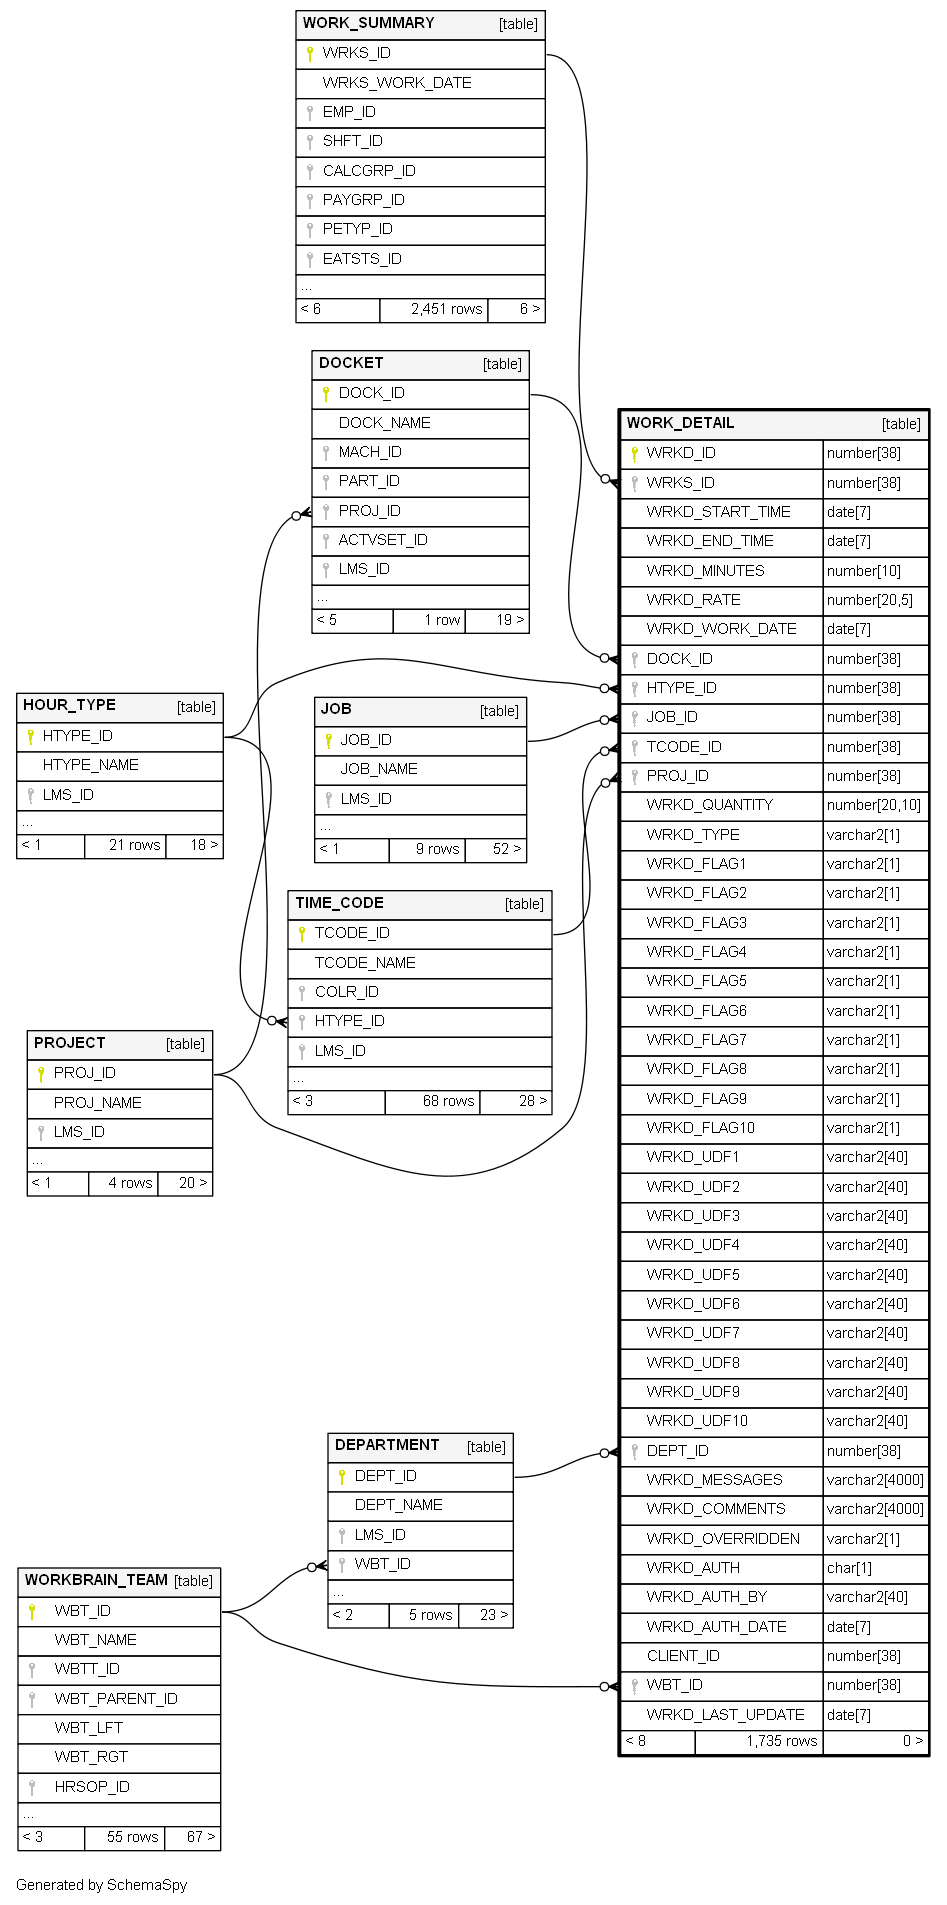 WORK_SUMMARY [table]
WRKS_ID
WRKS_WORK_DATE
EMP_ID
SHFT_ID
CALCGRP_ID
PAYGRP_ID
PETYP_ID
EATSTS_ID
...
< 6 2,451 rows 6 >
DOCKET [table]
DOCK_ID
DOCK_NAME
MACH_ID
PART_ID
PROJ_ID
ACTVSET_ID
LMS_ID
...
< 5 1 row 19 >
HOUR_TYPE [table]
HTYPE_ID
HTYPE_NAME
LMS_ID
...
< 1 21 rows 18 >
JOB [table]
JOB_ID
JOB_NAME
LMS_ID
...
< 1 9 rows 52 >
TIME_CODE [table]
TCODE_ID
TCODE_NAME
COLR_ID
HTYPE_ID
LMS_ID
...
< 3 68 rows 28 >
PROJECT [table]
PROJ_ID
PROJ_NAME
LMS_ID
...
< 1 4 rows 20 >
DEPARTMENT [table]
DEPT_ID
DEPT_NAME
LMS_ID
WBT_ID
...
< 2 5 rows 23 >
WORKBRAIN_TEAM [table]
WBT_ID
WBT_NAME
WBTT_ID
WBT_PARENT_ID
WBT_LFT
WBT_RGT
HRSOP_ID
...
< 3 55 rows 67 >
WORK_DETAIL [table]
WRKD_ID number[38]
WRKS_ID number[38]
WRKD_START_TIME date[7]
WRKD_END_TIME date[7]
WRKD_MINUTES number[10]
WRKD_RATE number[20,5]
WRKD_WORK_DATE date[7]
DOCK_ID number[38]
HTYPE_ID number[38]
JOB_ID number[38]
TCODE_ID number[38]
PROJ_ID number[38]
WRKD_QUANTITY number[20,10]
WRKD_TYPE varchar2[1]
WRKD_FLAG1 varchar2[1]
WRKD_FLAG2 varchar2[1]
WRKD_FLAG3 varchar2[1]
WRKD_FLAG4 varchar2[1]
WRKD_FLAG5 varchar2[1]
WRKD_FLAG6 varchar2[1]
WRKD_FLAG7 varchar2[1]
WRKD_FLAG8 varchar2[1]
WRKD_FLAG9 varchar2[1]
WRKD_FLAG10 varchar2[1]
WRKD_UDF1 varchar2[40]
WRKD_UDF2 varchar2[40]
WRKD_UDF3 varchar2[40]
WRKD_UDF4 varchar2[40]
WRKD_UDF5 varchar2[40]
WRKD_UDF6 varchar2[40]
WRKD_UDF7 varchar2[40]
WRKD_UDF8 varchar2[40]
WRKD_UDF9 varchar2[40]
WRKD_UDF10 varchar2[40]
DEPT_ID number[38]
WRKD_MESSAGES varchar2[4000]
WRKD_COMMENTS varchar2[4000]
WRKD_OVERRIDDEN varchar2[1]
WRKD_AUTH char[1]
WRKD_AUTH_BY varchar2[40]
WRKD_AUTH_DATE date[7]
CLIENT_ID number[38]
WBT_ID number[38]
WRKD_LAST_UPDATE date[7]
< 8 1,735 rows 0 >
Generated by SchemaSpy